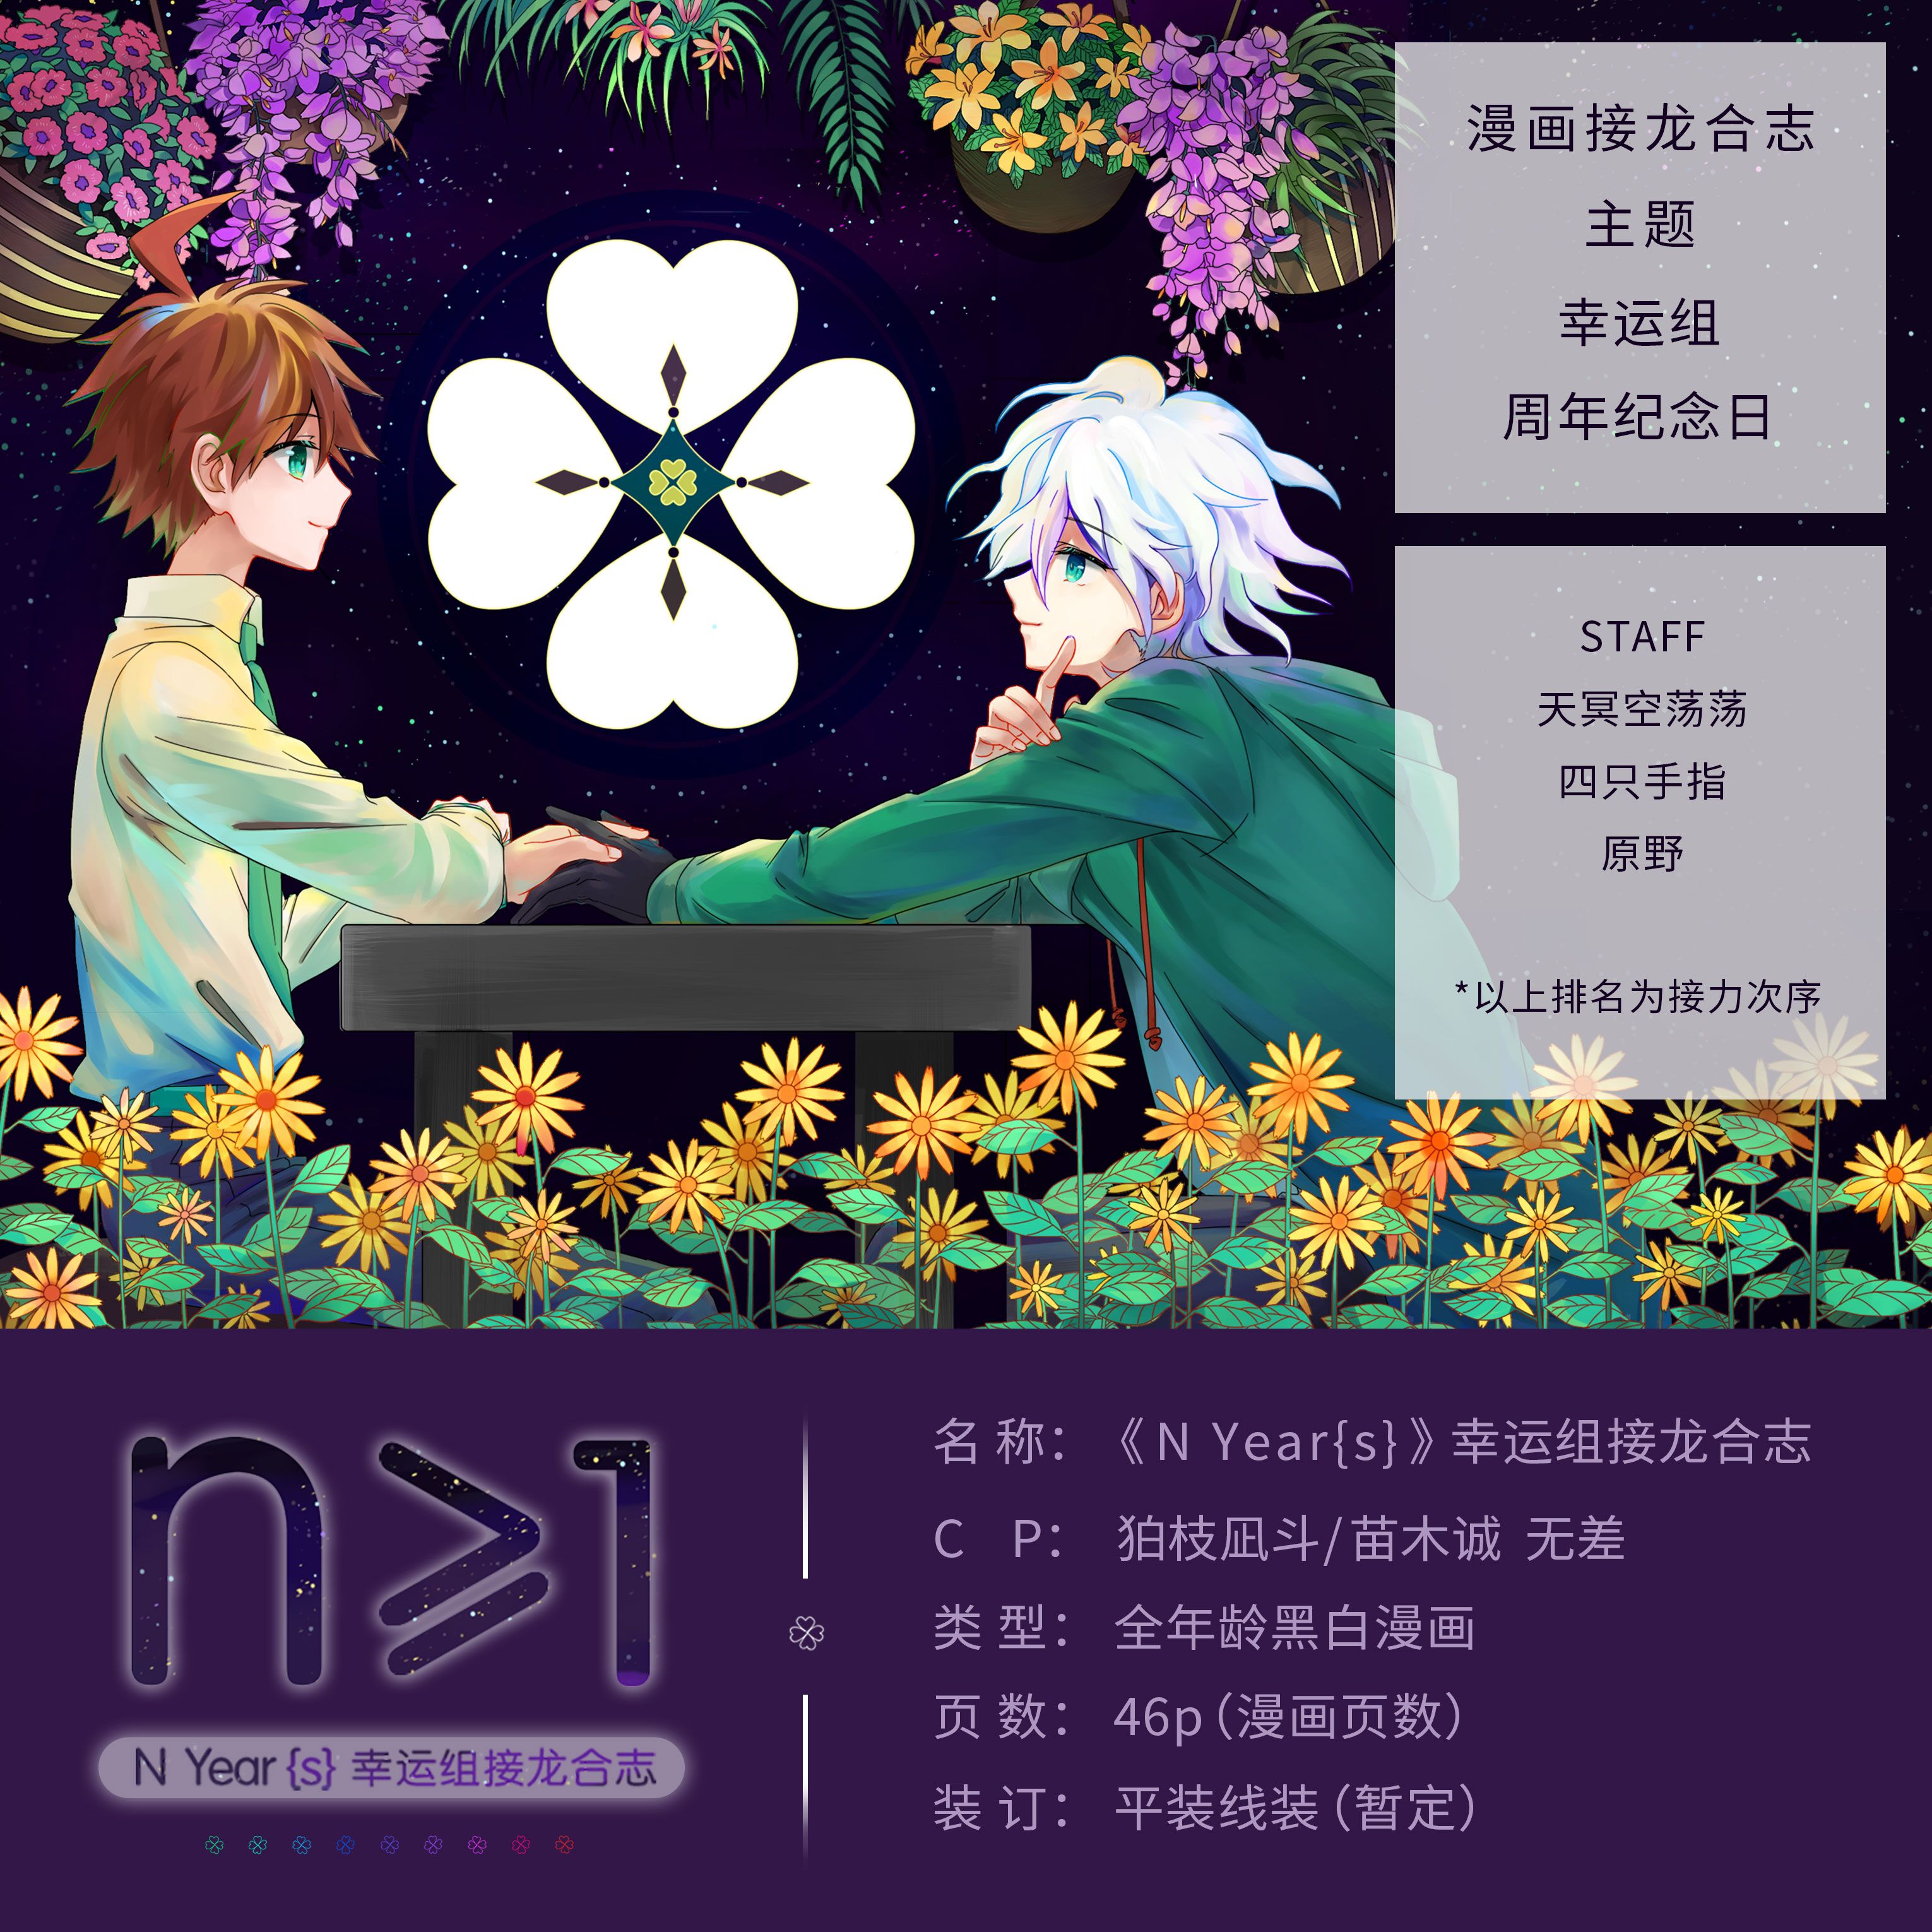 漫画接龙合志
主题
幸运组
周年纪念日
STAFF
天冥空荡荡
四只手指
原野
*以上排名为接力次序
n⩾1
N Year{s} 幸运组接龙合志
名 称：《N Year{s}》幸运组接龙合志
C P： 狛枝凪斗/苗木诚 无差
类 型： 全年龄黑白漫画
页 数： 46p（漫画页数）
装 订： 平装线装（暂定）